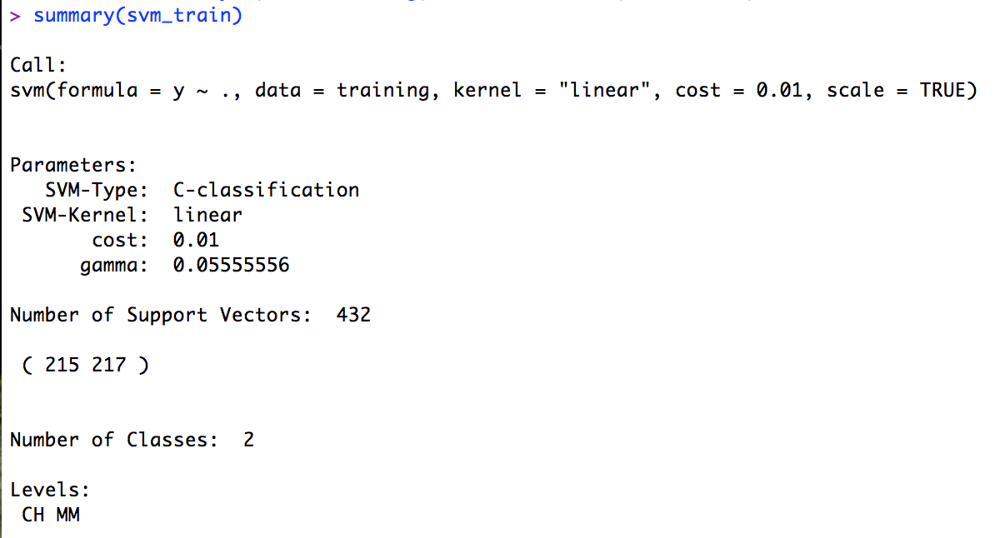 > summary(svm_train)
Call:
svm(formula = y ~ ., data = training, kernel = "linear", cost = 0.01, scale = TRUE)
Parameters:
SVM-Type: C-classification
SVM-Kernel: linear
cost: 0.01
gamma: 0.05555556
Number of Support Vectors: 432
( 215 217 )
Number of Classes: 2
Levels:
CH MM